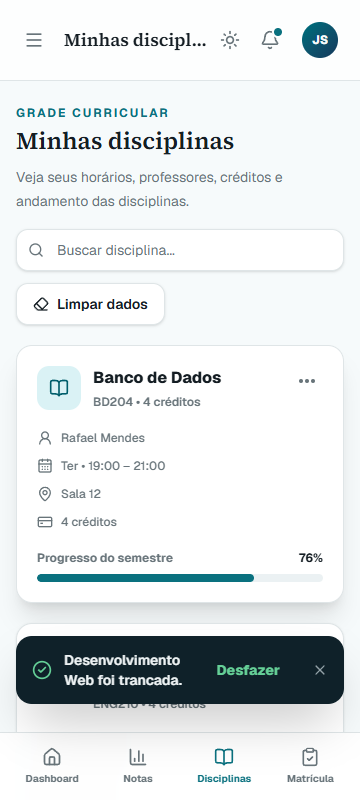 Minhas discipl...
JS
GRADE CURRICULAR
Minhas disciplinas
Veja seus horários, professores, créditos e
andamento das disciplinas.
Buscar disciplina...
Limpar dados
Banco de Dados
BD204 • 4 créditos
Rafael Mendes
Ter • 19:00 – 21:00
Sala 12
4 créditos
Progresso do semestre 76%
Desenvolvimento
Web foi trancada.
Desfazer
ENG210 • 4 créditos
Dashboard Notas Disciplinas Matrícula